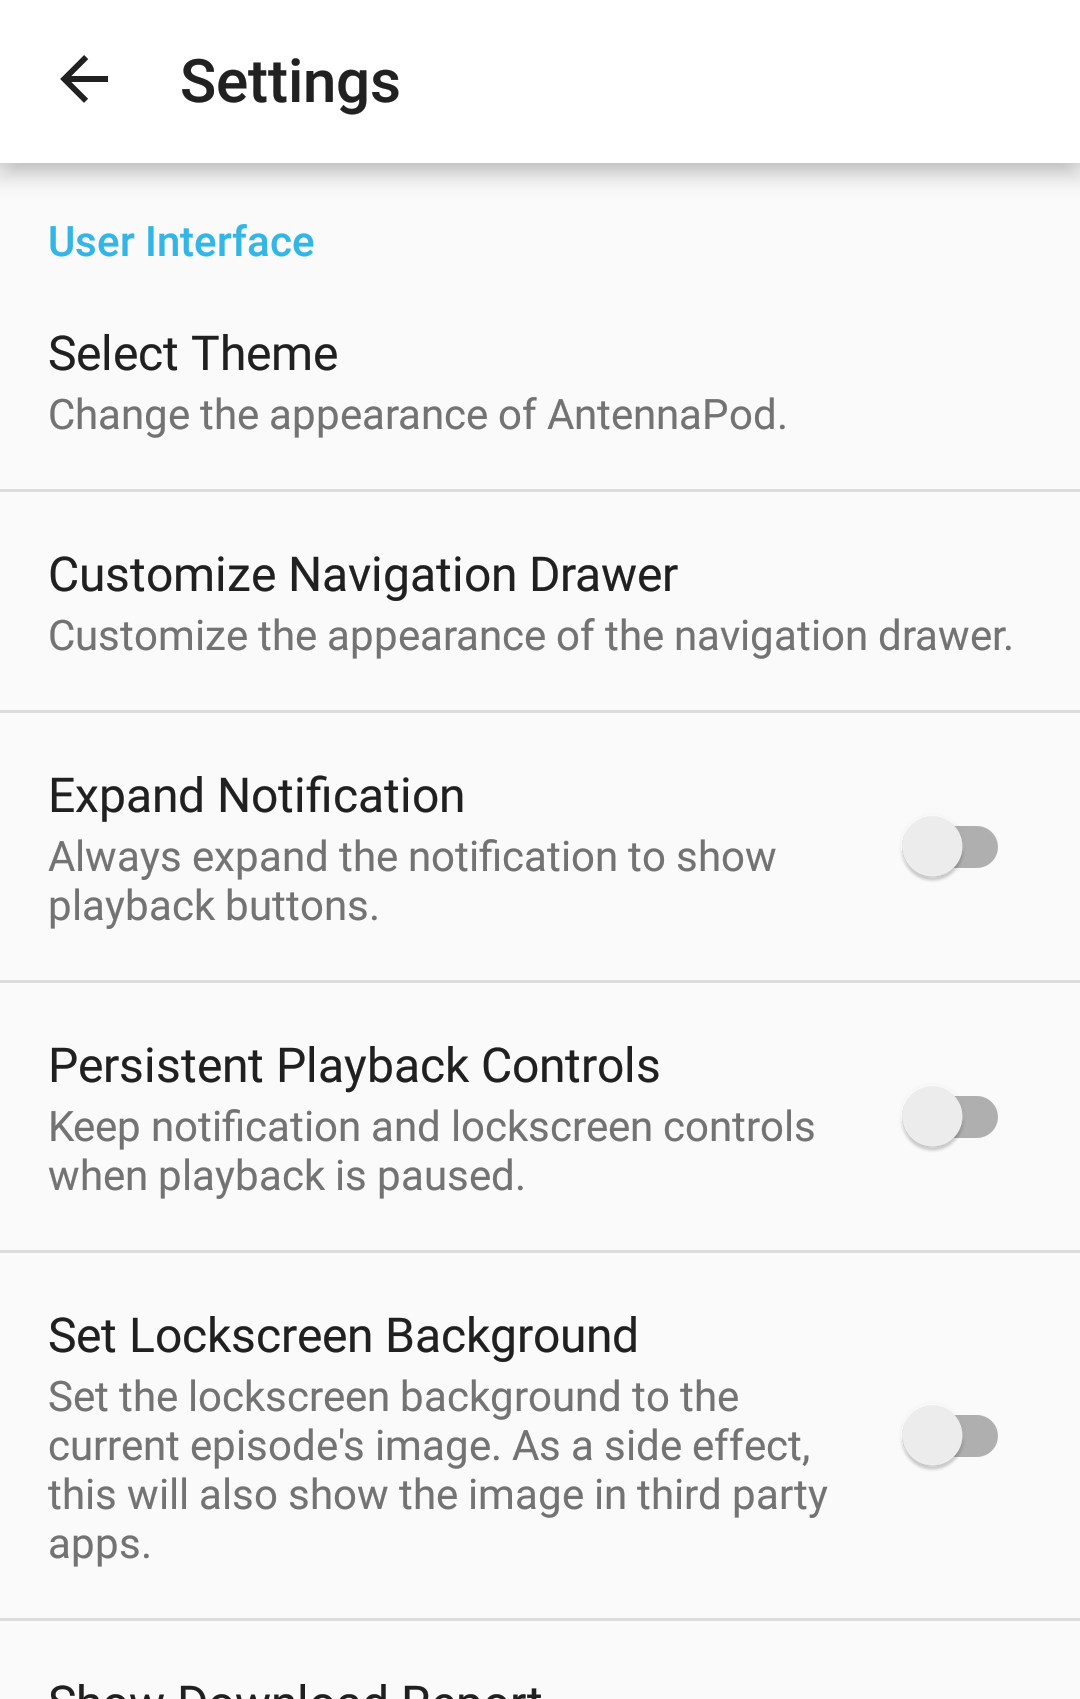 Settings
User Interface
Select Theme
Change the appearance of AntennaPod.
Customize Navigation Drawer
Customize the appearance of the navigation drawer.
Expand Notification
Always expand the notification to show
playback buttons.
Persistent Playback Controls
Keep notification and lockscreen controls
when playback is paused.
Set Lockscreen Background
Set the lockscreen background to the
current episode's image. As a side effect,
this will also show the image in third party
apps.
Show Download Report